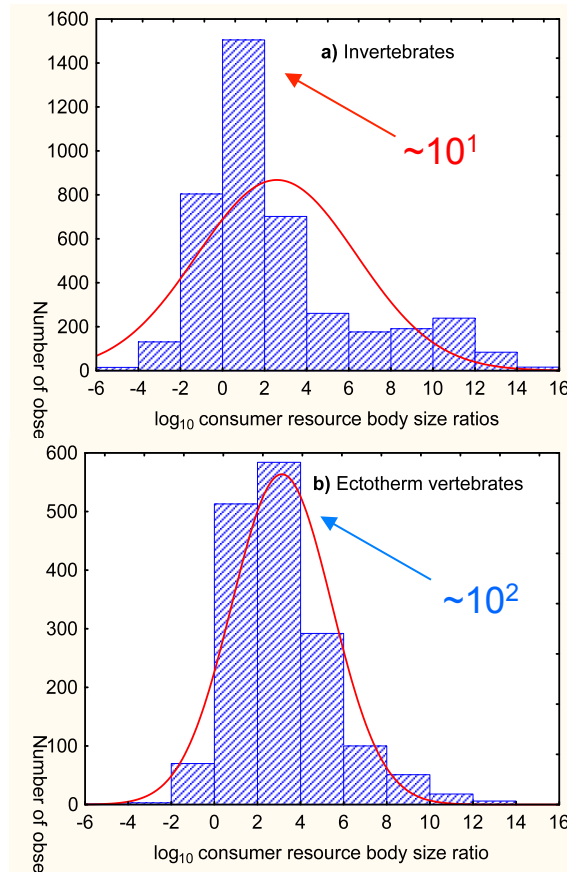 1600
a) Invertebrates
1400
1200
~10¹
1000
800
600
400
200
0
Number of obse
-6 -4 -2 0 2 4 6 8 10 12 14 16
log₁₀ consumer resource body size ratios
600
b) Ectotherm vertebrates
500
400
~10²
300
200
100
0
Number of obse
-6 -4 -2 0 2 4 6 8 10 12 14 16
log₁₀ consumer resource body size ratio